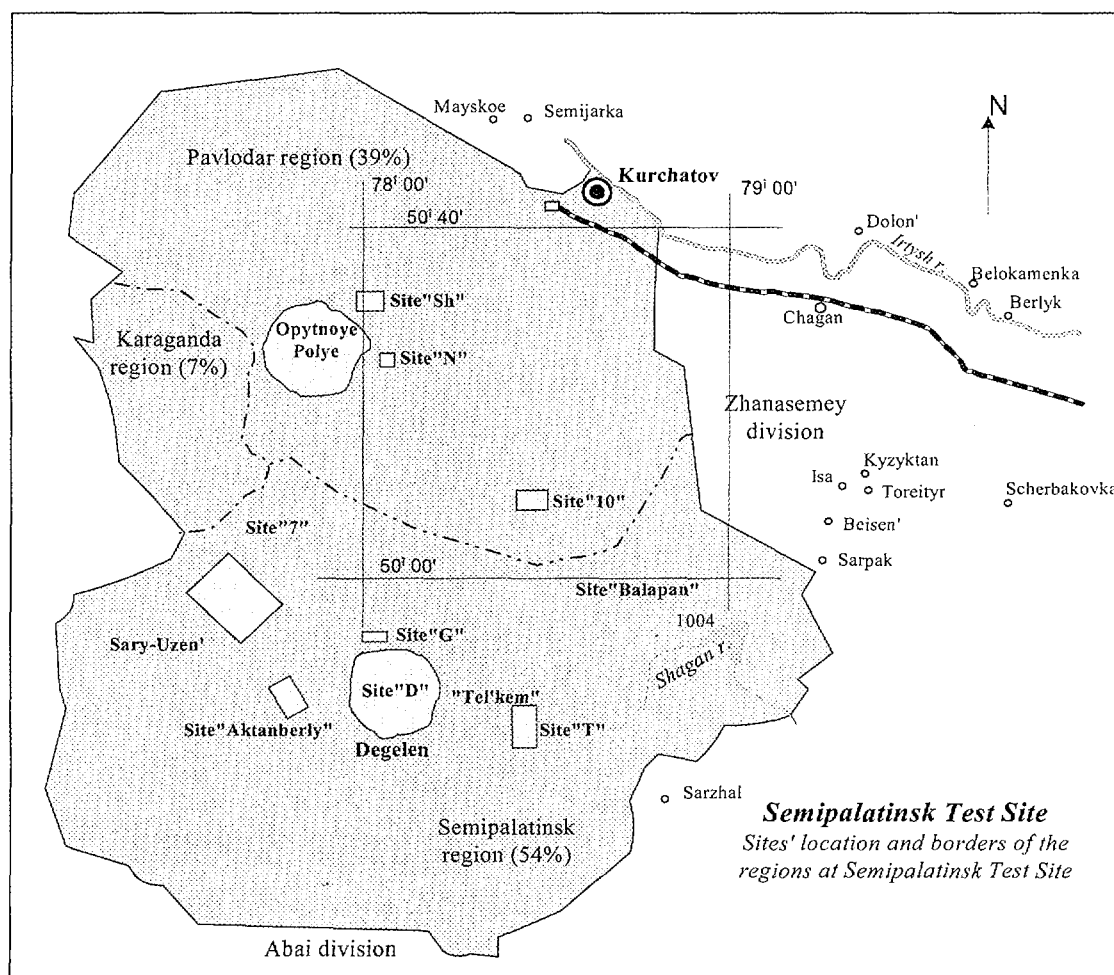 Mayskoe
Semijarka
N
Pavlodar region (39%)
Kurchatov
78ⁱ 00'
79ⁱ 00'
50ⁱ 40'
Dolon'
Irtysh r.
Belokamenka
Berlyk
Chagan
Site"Sh"
Opytnoye
Polye
Karaganda
region (7%)
Site"N"
Zhanasemey
division
Kyzyktan
Isa
Toreityr
Scherbakovka
Site"10"
Beisen'
Site"7"
Sarpak
50ⁱ 00'
Site"Balapan"
1004
Sary-Uzen'
Site"G"
Shagan r.
Site"D"
"Tel'kem"
Site"Aktanberly"
Site"T"
Degelen
Sarzhal
Semipalatinsk
region (54%)
Semipalatinsk Test Site
Sites' location and borders of the
regions at Semipalatinsk Test Site
Abai division